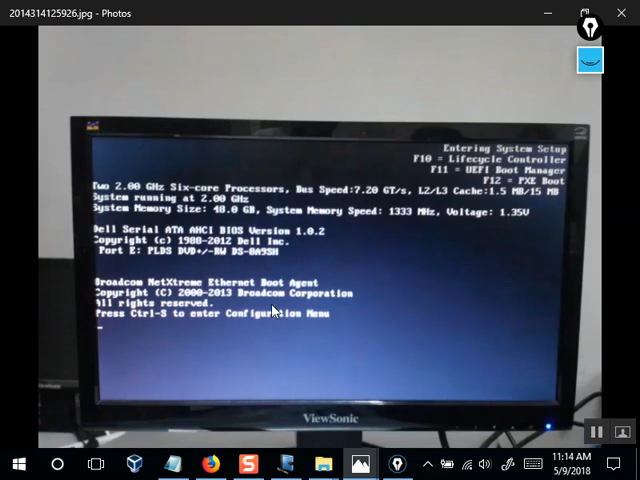 2014314125926.jpg - Photos
Entering System Setup
F10 = Lifecycle Controller
F11 = UEFI Boot Manager
F12 = PXE Boot
Two 2.00 GHz Six-core Processors, Bus Speed:7.20 GT/s, L2/L3 Cache:1.5 MB/15 MB
System running at 2.00 GHz
System Memory Size: 48.0 GB, System Memory Speed: 1333 MHz, Voltage: 1.35V
Dell Serial ATA AHCI BIOS Version 1.0.2
Copyright (c) 1988-2012 Dell Inc.
Port E: PLDS DVD+/-RW DS-8A9SH
Broadcom NetXtreme Ethernet Boot Agent
Copyright (C) 2000-2013 Broadcom Corporation
All rights reserved.
Press Ctrl-S to enter Configuration Menu
ViewSonic
S
11:14 AM
5/9/2018